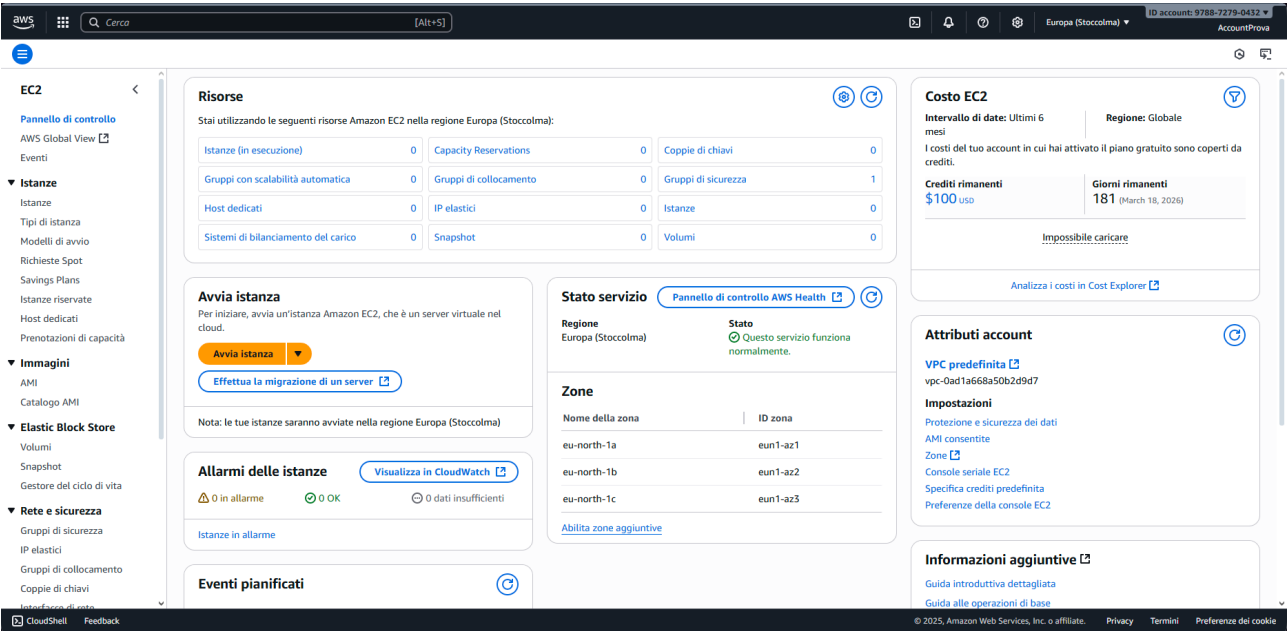 aws
Cerca
[Alt+S]
Europa (Stoccolma)
ID account: 9788-7279-0432
AccountProva
EC2
Pannello di controllo
AWS Global View
Eventi
Istanze
Istanze
Tipi di istanza
Modelli di avvio
Richieste Spot
Savings Plans
Istanze riservate
Host dedicati
Prenotazioni di capacità
Immagini
AMI
Catalogo AMI
Elastic Block Store
Volumi
Snapshot
Gestore del ciclo di vita
Rete e sicurezza
Gruppi di sicurezza
IP elastici
Gruppi di collocamento
Coppie di chiavi
Interfacce di rete
Risorse
Stai utilizzando le seguenti risorse Amazon EC2 nella regione Europa (Stoccolma):
Istanze (in esecuzione) 0 Capacity Reservations 0 Coppie di chiavi 0
Gruppi con scalabilità automatica 0 Gruppi di collocamento 0 Gruppi di sicurezza 1
Host dedicati 0 IP elastici 0 Istanze 0
Sistemi di bilanciamento del carico 0 Snapshot 0 Volumi 0
Avvia istanza
Per iniziare, avvia un'istanza Amazon EC2, che è un server virtuale nel
cloud.
Avvia istanza
Effettua la migrazione di un server
Nota: le tue istanze saranno avviate nella regione Europa (Stoccolma)
Allarmi delle istanze
Visualizza in CloudWatch
0 in allarme 0 OK 0 dati insufficienti
Istanze in allarme
Eventi pianificati
Stato servizio
Pannello di controllo AWS Health
Regione
Europa (Stoccolma)
Stato
Questo servizio funziona
normalmente.
Zone
Nome della zona ID zona
eu-north-1a eun1-az1
eu-north-1b eun1-az2
eu-north-1c eun1-az3
Abilita zone aggiuntive
Costo EC2
Intervallo di date: Ultimi 6
mesi
Regione: Globale
I costi del tuo account in cui hai attivato il piano gratuito sono coperti da
crediti.
Crediti rimanenti
$100 USD
Giorni rimanenti
181 (March 18, 2026)
Impossibile caricare
Analizza i costi in Cost Explorer
Attributi account
VPC predefinita
vpc-0ad1a668a50b2d9d7
Impostazioni
Protezione e sicurezza dei dati
AMI consentite
Zone
Console seriale EC2
Specifica crediti predefinita
Preferenze della console EC2
Informazioni aggiuntive
Guida introduttiva dettagliata
Guida alle operazioni di base
CloudShell Feedback
© 2025, Amazon Web Services, Inc. o affiliate. Privacy Termini Preferenze dei cookie